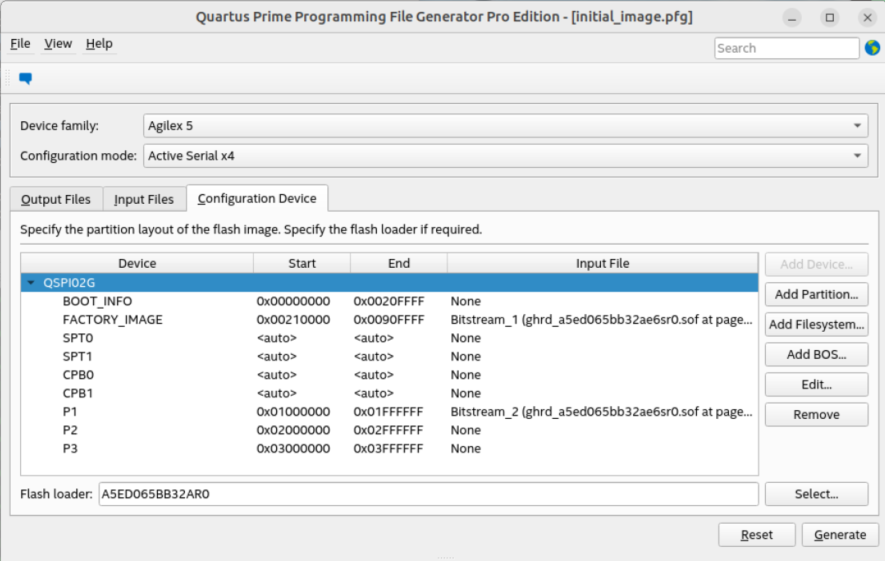 Quartus Prime Programming File Generator Pro Edition - [initial_image.pfg]
File View Help
Search
Device family: Agilex 5
Configuration mode: Active Serial x4
Output Files Input Files Configuration Device
Specify the partition layout of the flash image. Specify the flash loader if required.
Device Start End Input File
QSPI02G
BOOT_INFO 0x00000000 0x0020FFFF None
FACTORY_IMAGE 0x00210000 0x0090FFFF Bitstream_1 (ghrd_a5ed065bb32ae6sr0.sof at page...
SPT0 <auto> <auto> None
SPT1 <auto> <auto> None
CPB0 <auto> <auto> None
CPB1 <auto> <auto> None
P1 0x01000000 0x01FFFFFF Bitstream_2 (ghrd_a5ed065bb32ae6sr0.sof at page...
P2 0x02000000 0x02FFFFFF None
P3 0x03000000 0x03FFFFFF None
Add Device...
Add Partition...
Add Filesystem...
Add BOS...
Edit...
Remove
Flash loader: A5ED065BB32AR0 Select...
Reset Generate